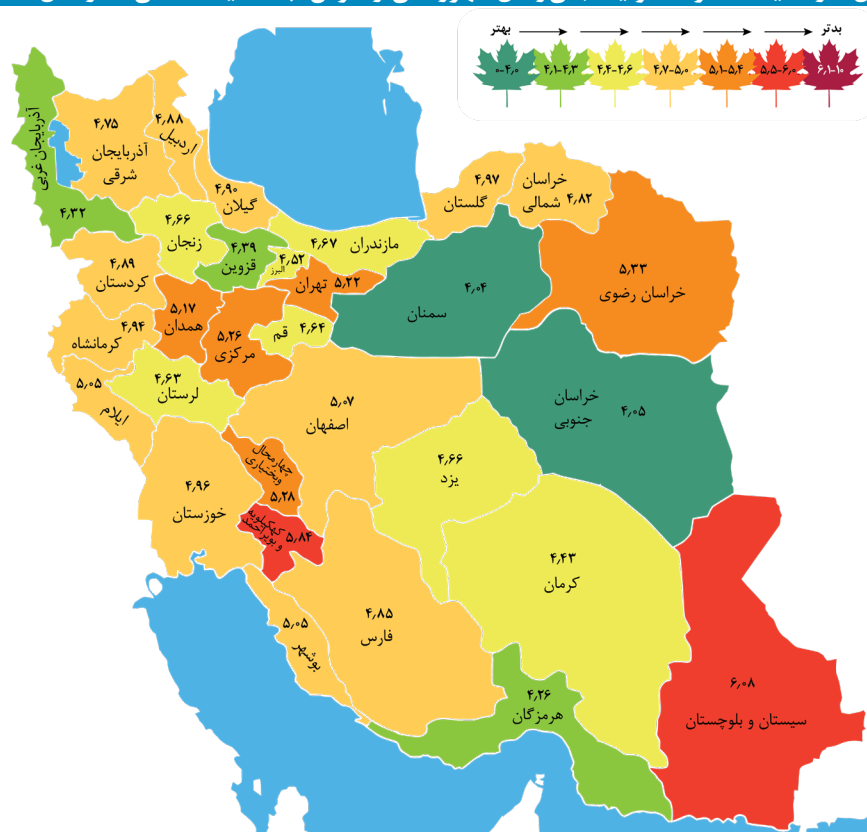 بهتر
بدتر
۰-۴٫۰
۴٫۱-۴٫۳
۴٫۴-۴٫۶
۴٫۷-۵٫۰
۵٫۱-۵٫۴
۵٫۵-۶٫۰
۶٫۱-۱۰
آذربایجان غربی
۴٫۳۲
۴٫۷۵
آذربایجان
شرقی
۴٫۸۸
اردبیل
۴٫۹۰
گیلان
۴٫۶۶
زنجان
۴٫۳۹
قزوین
۴٫۵۲
البرز
۴٫۶۷ مازندران
۴٫۹۷
گلستان
خراسان
شمالی ۴٫۸۲
۵٫۳۳
خراسان رضوی
۴٫۰۴
سمنان
تهران ۵٫۲۲
۴٫۸۹
کردستان
۵٫۱۷
همدان
۵٫۲۶
مرکزی
قم ۴٫۶۴
۴٫۹۴
کرمانشاه
۵٫۰۵
ایلام
۴٫۶۳
لرستان
۵٫۰۷
اصفهان
خراسان
جنوبی
۴٫۰۵
۴٫۶۶
یزد
چهارمحال
وبختیاری
۵٫۲۸
۴٫۹۶
خوزستان
کهکیلویه
و بویراحمد
۵٫۸۴
۴٫۴۳
کرمان
۴٫۸۵
فارس
۵٫۰۵
بوشهر
۴٫۲۶
هرمزگان
۶٫۰۸
سیستان و بلوچستان